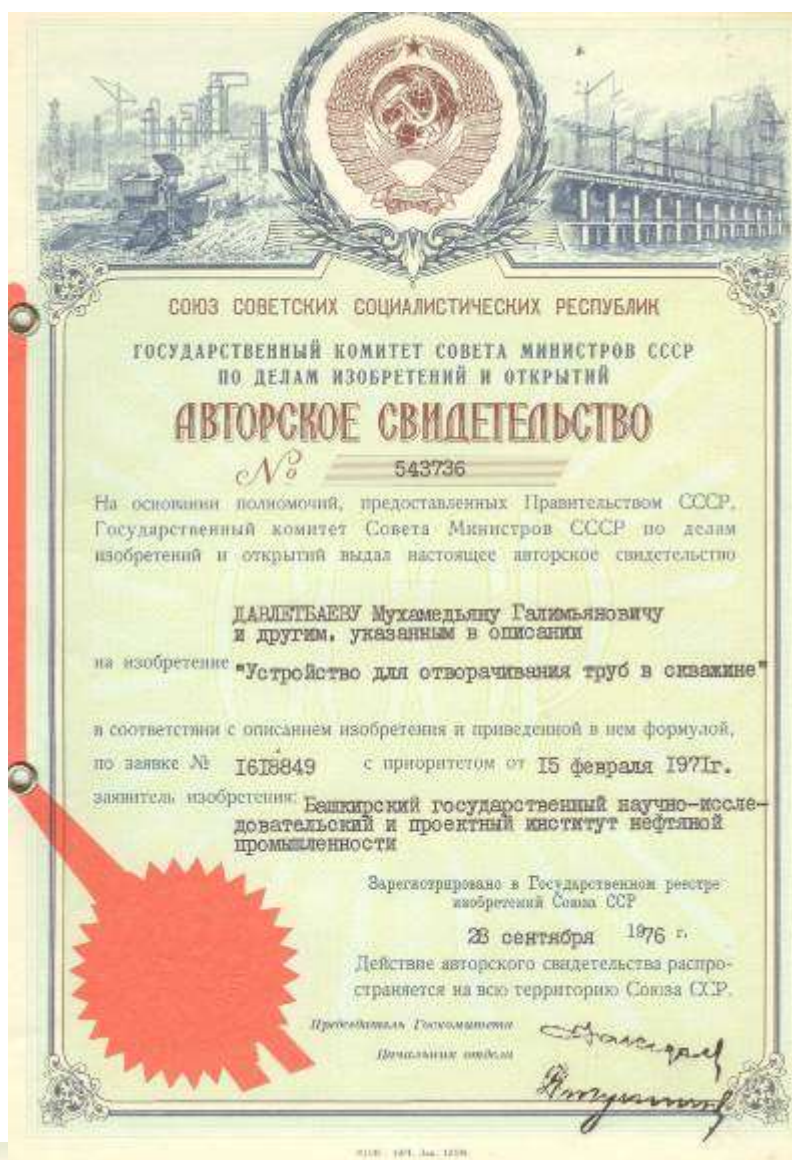 СОЮЗ СОВЕТСКИХ СОЦИАЛИСТИЧЕСКИХ РЕСПУБЛИК
ГОСУДАРСТВЕННЫЙ КОМИТЕТ СОВЕТА МИНИСТРОВ СССР
ПО ДЕЛАМ ИЗОБРЕТЕНИЙ И ОТКРЫТИЙ
АВТОРСКОЕ СВИДЕТЕЛЬСТВО
№ 543736
На основании полномочий, предоставленных Правительством СССР,
Государственный комитет Совета Министров СССР по делам
изобретений и открытий выдал настоящее авторское свидетельство
ДАВЛЕТБАЕВУ Мухамедьяну Галимьяновичу
и другим, указанным в описании
на изобретение "Устройство для отворачивания труб в скважине"
в соответствии с описанием изобретения и приведенной в нем формулой,
по заявке № I6I8849 с приоритетом от I5 февраля I97Iг.
заявитель изобретения: Башкирский государственный научно-иссле-
довательский и проектный институт нефтяной
промышленности
Зарегистрировано в Государственном реестре
изобретений Союза ССР
28 сентября 1976 г.
Действие авторского свидетельства распро-
страняется на всю территорию Союза ССР.
Председатель Госкомитета
Начальник отдела